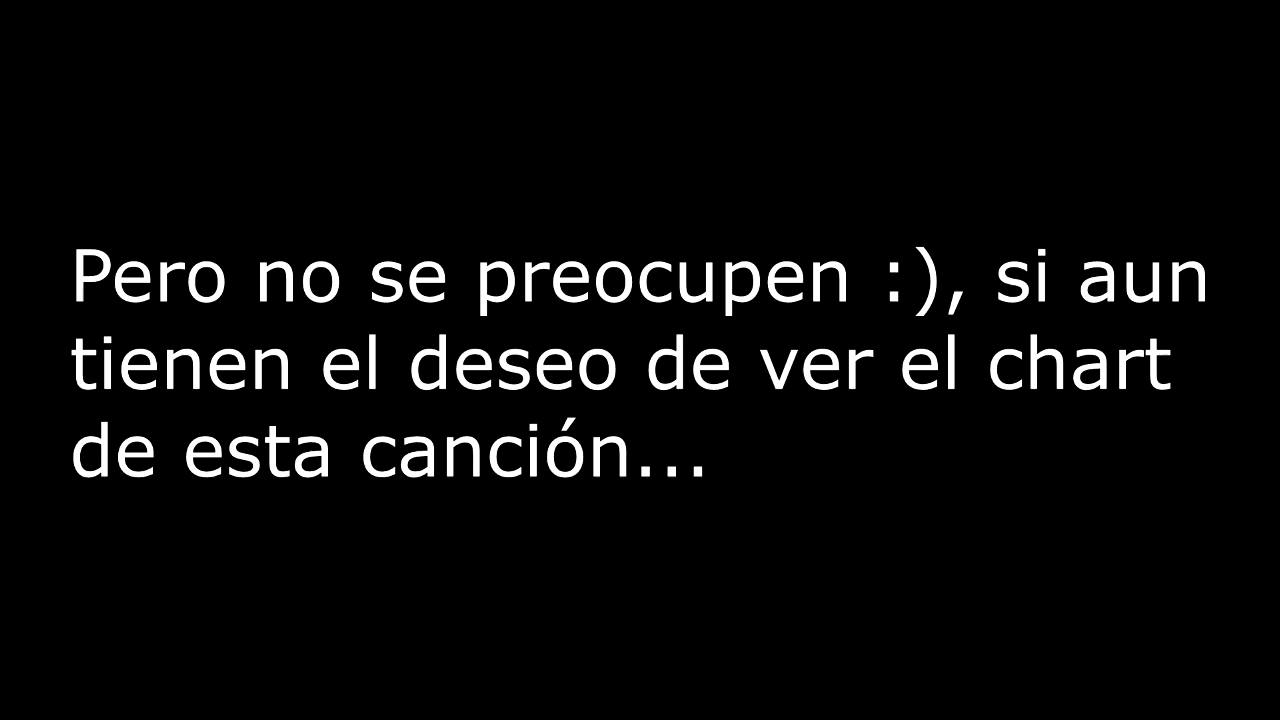 Pero no se preocupen :), si aun
tienen el deseo de ver el chart
de esta canción...